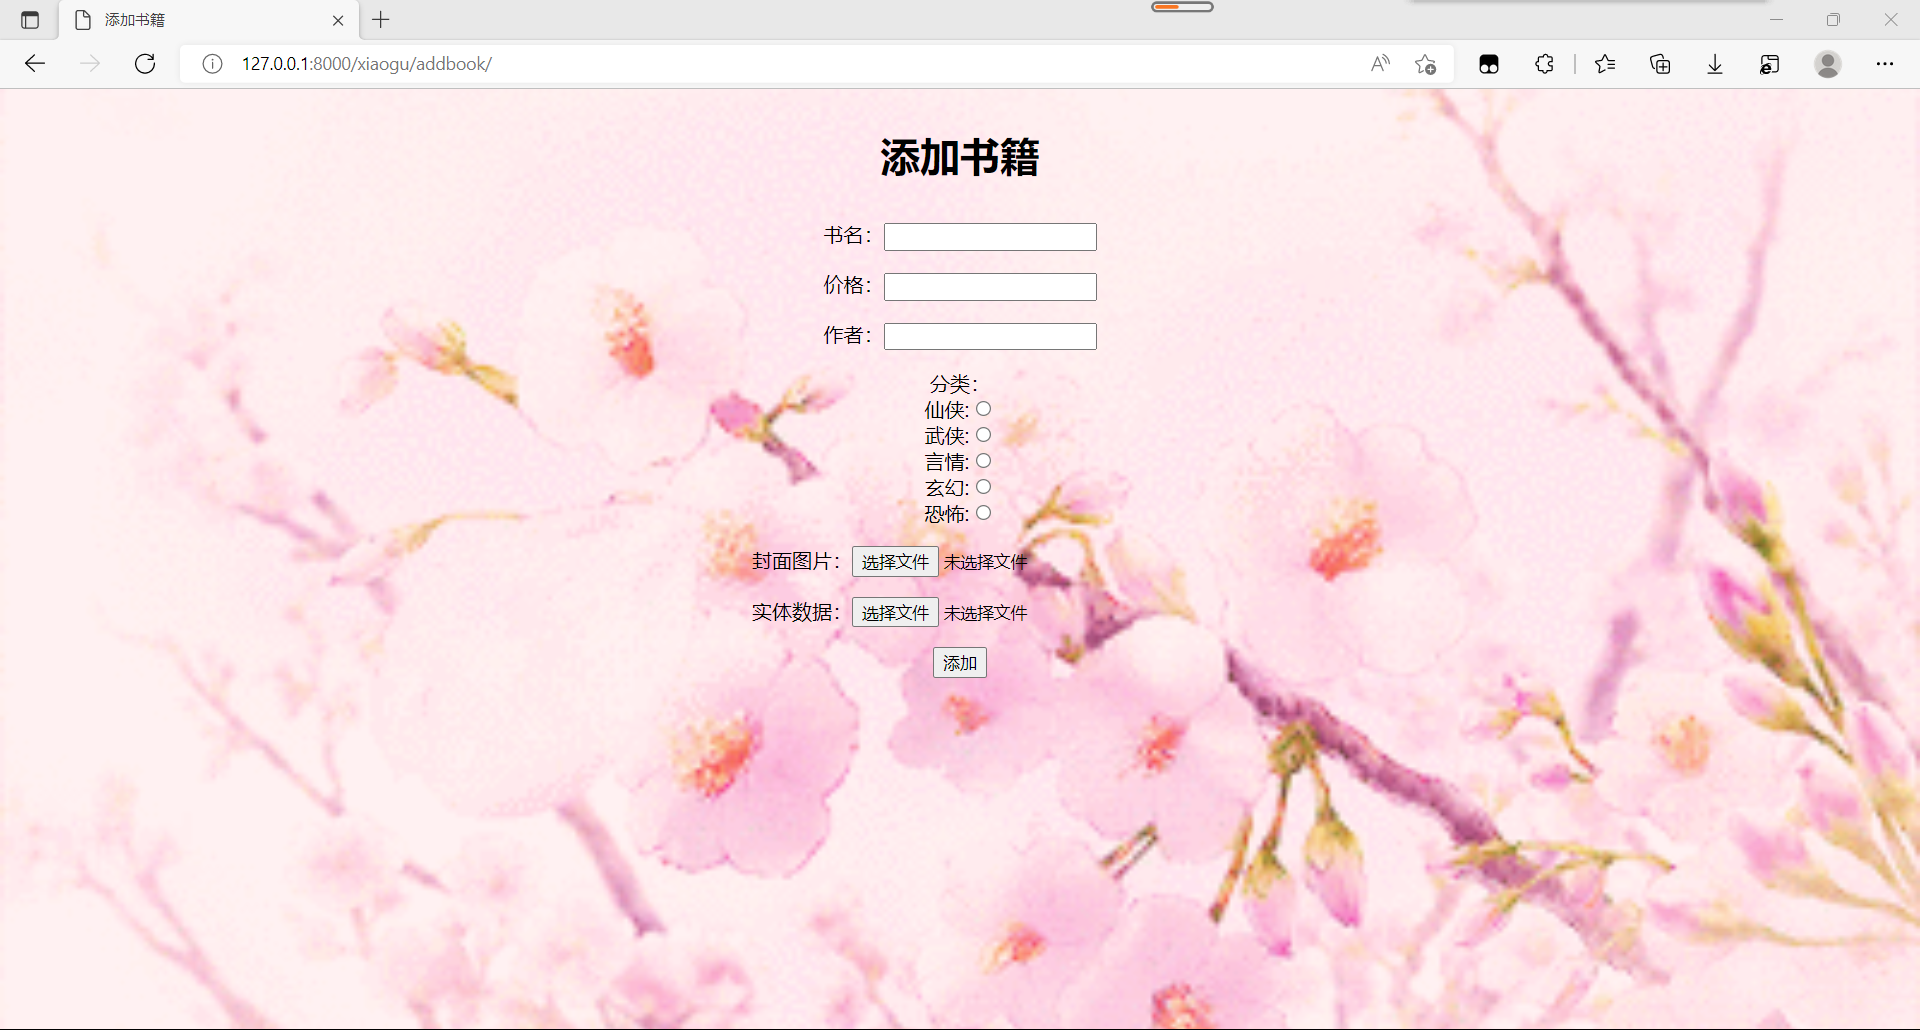 添加书籍
127.0.0.1:8000/xiaogu/addbook/
添加书籍
书名：
价格：
作者：
分类：
仙侠:
武侠:
言情:
玄幻:
恐怖:
封面图片： 选择文件 未选择文件
实体数据： 选择文件 未选择文件
添加